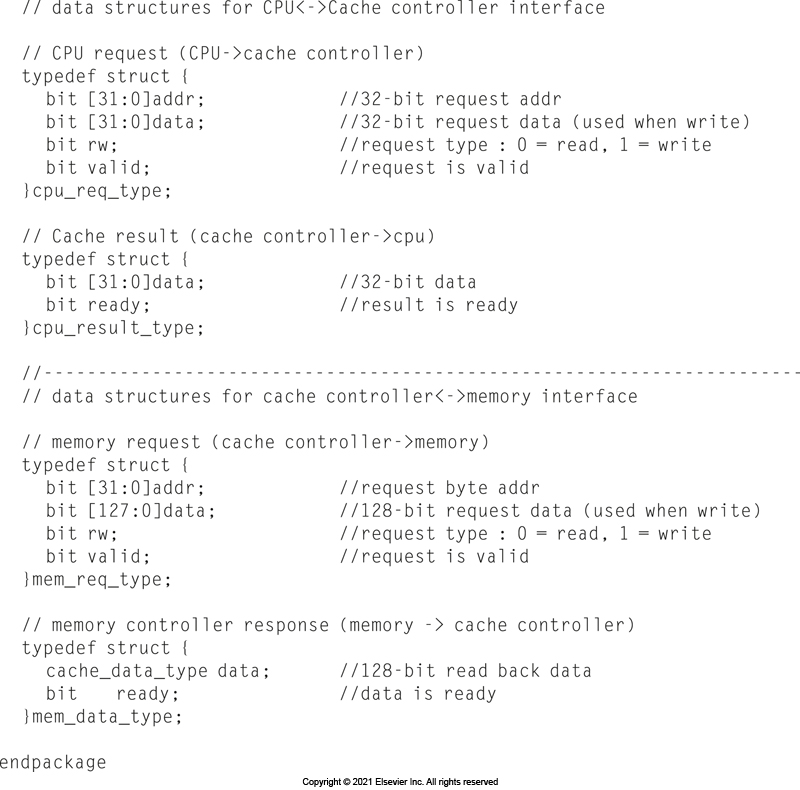 // data structures for CPU<->Cache controller interface
// CPU request (CPU->cache controller)
typedef struct {
bit [31:0]addr; //32-bit request addr
bit [31:0]data; //32-bit request data (used when write)
bit rw; //request type : 0 = read, 1 = write
bit valid; //request is valid
}cpu_req_type;
// Cache result (cache controller->cpu)
typedef struct {
bit [31:0]data; //32-bit data
bit ready; //result is ready
}cpu_result_type;
//----------------------------------------------------------------------
// data structures for cache controller<->memory interface
// memory request (cache controller->memory)
typedef struct {
bit [31:0]addr; //request byte addr
bit [127:0]data; //128-bit request data (used when write)
bit rw; //request type : 0 = read, 1 = write
bit valid; //request is valid
}mem_req_type;
// memory controller response (memory -> cache controller)
typedef struct {
cache_data_type data; //128-bit read back data
bit ready; //data is ready
}mem_data_type;
endpackage
Copyright © 2021 Elsevier Inc. All rights reserved